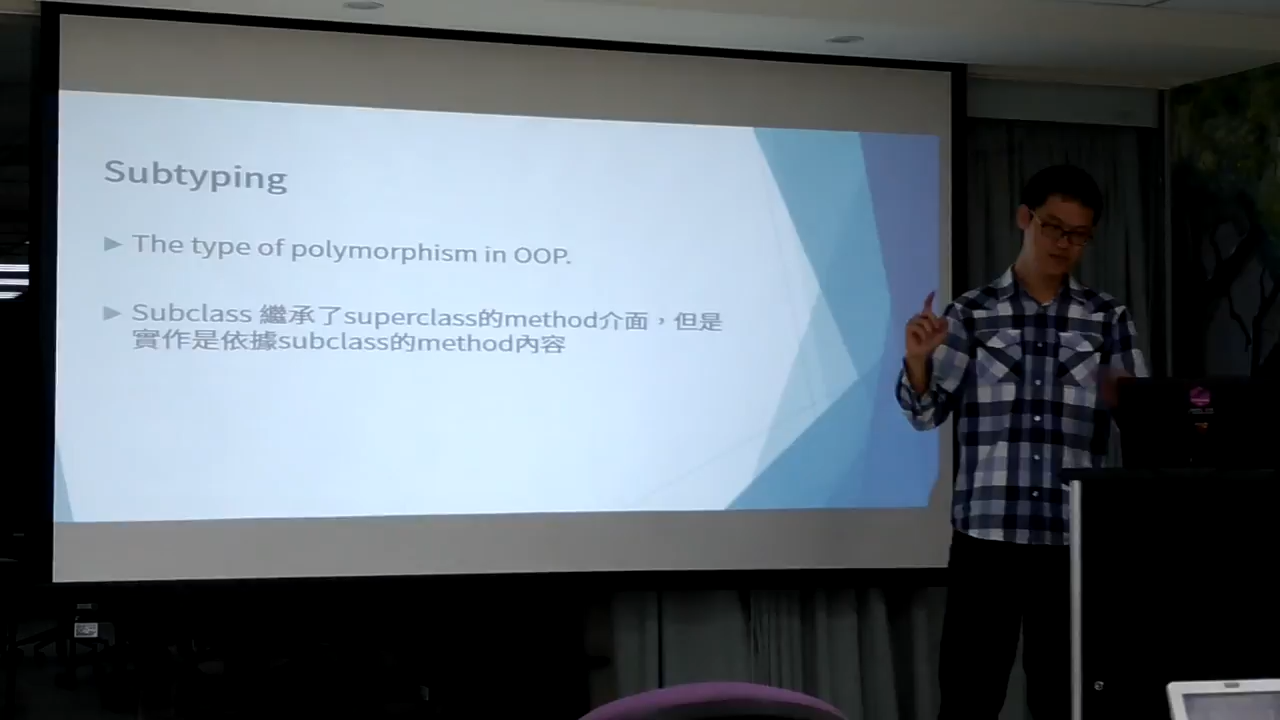 Subtyping
The type of polymorphism in OOP.
Subclass 繼承了superclass的method介面，但是
實作是依據subclass的method內容